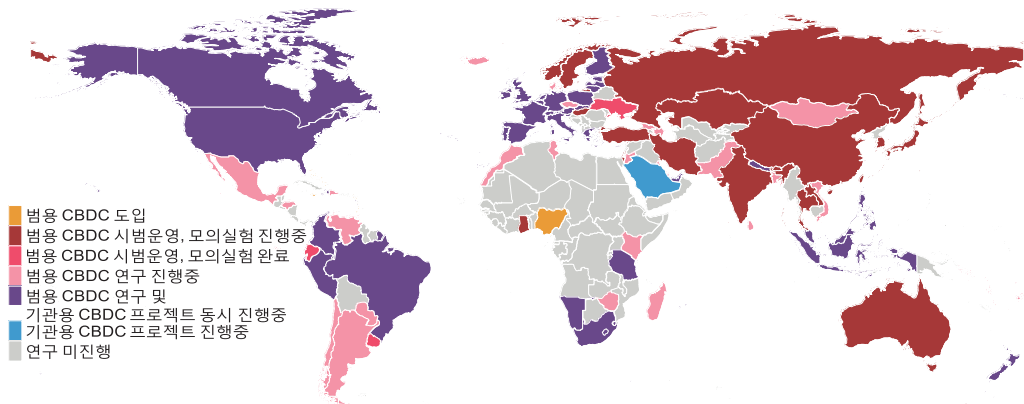 범용 CBDC 도입
범용 CBDC 시범운영, 모의실험 진행중
범용 CBDC 시범운영, 모의실험 완료
범용 CBDC 연구 진행중
범용 CBDC 연구 및
기관용 CBDC 프로젝트 동시 진행중
기관용 CBDC 프로젝트 진행중
연구 미진행